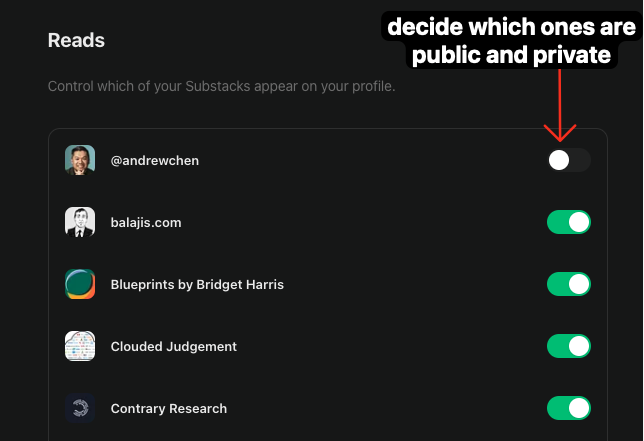 decide which ones are
public and private
Reads
Control which of your Substacks appear on your profile.
@andrewchen
balajis.com
Blueprints by Bridget Harris
Clouded Judgement
Contrary Research